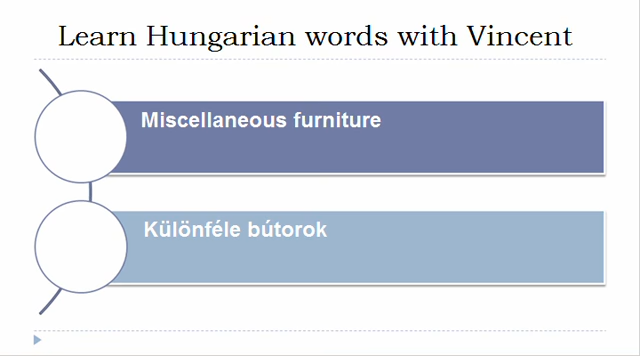 Learn Hungarian words with Vincent
Miscellaneous furniture
Különféle bútorok